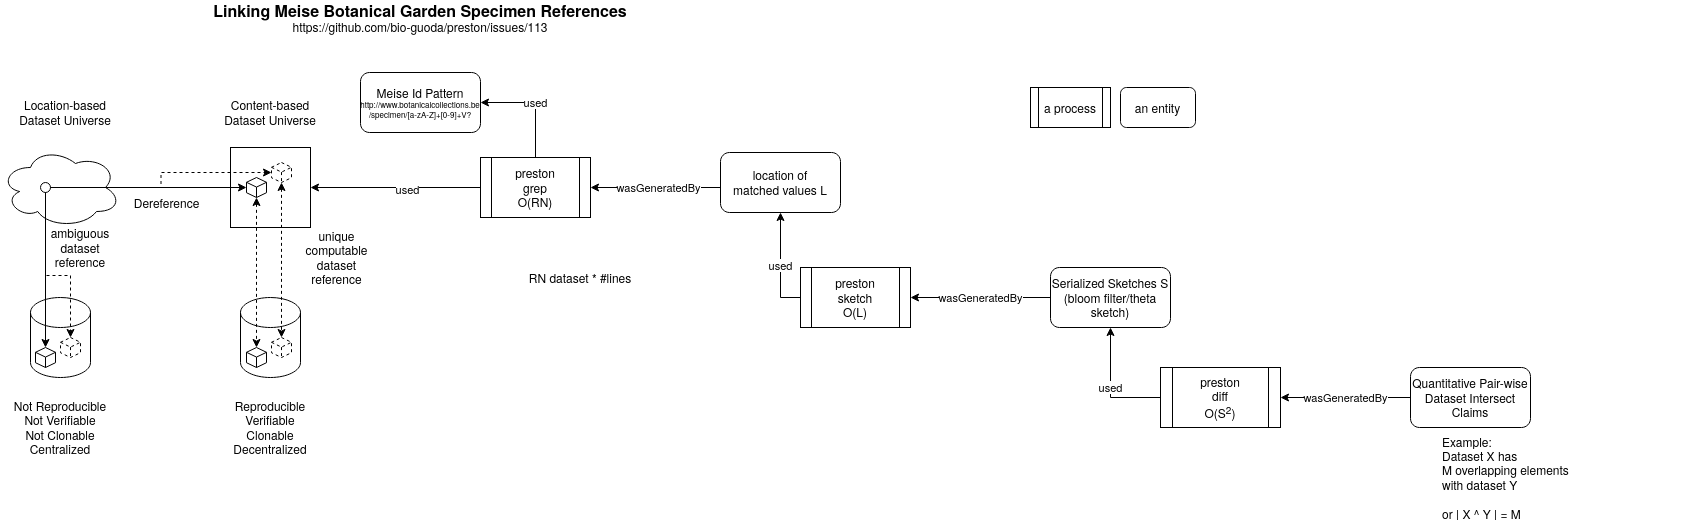 Linking Meise Botanical Garden Specimen References
https://github.com/bio-guoda/preston/issues/113
Location-based
Dataset Universe
Content-based
Dataset Universe
Meise Id Pattern
http://www.botanicalcollections.be
/specimen/[a-zA-Z]+[0-9]+V?
used
a process
an entity
Dereference
used
preston
grep
O(RN)
wasGeneratedBy
location of
matched values L
ambiguous
dataset
reference
unique
computable
dataset
reference
RN dataset * #lines
used
preston
sketch
O(L)
wasGeneratedBy
Serialized Sketches S
(bloom filter/theta
sketch)
used
preston
diff
O(S²)
wasGeneratedBy
Quantitative Pair-wise
Dataset Intersect
Claims
Not Reproducible
Not Verifiable
Not Clonable
Centralized
Reproducible
Verifiable
Clonable
Decentralized
Example:
Dataset X has
M overlapping elements
with dataset Y
or | X ^ Y | = M